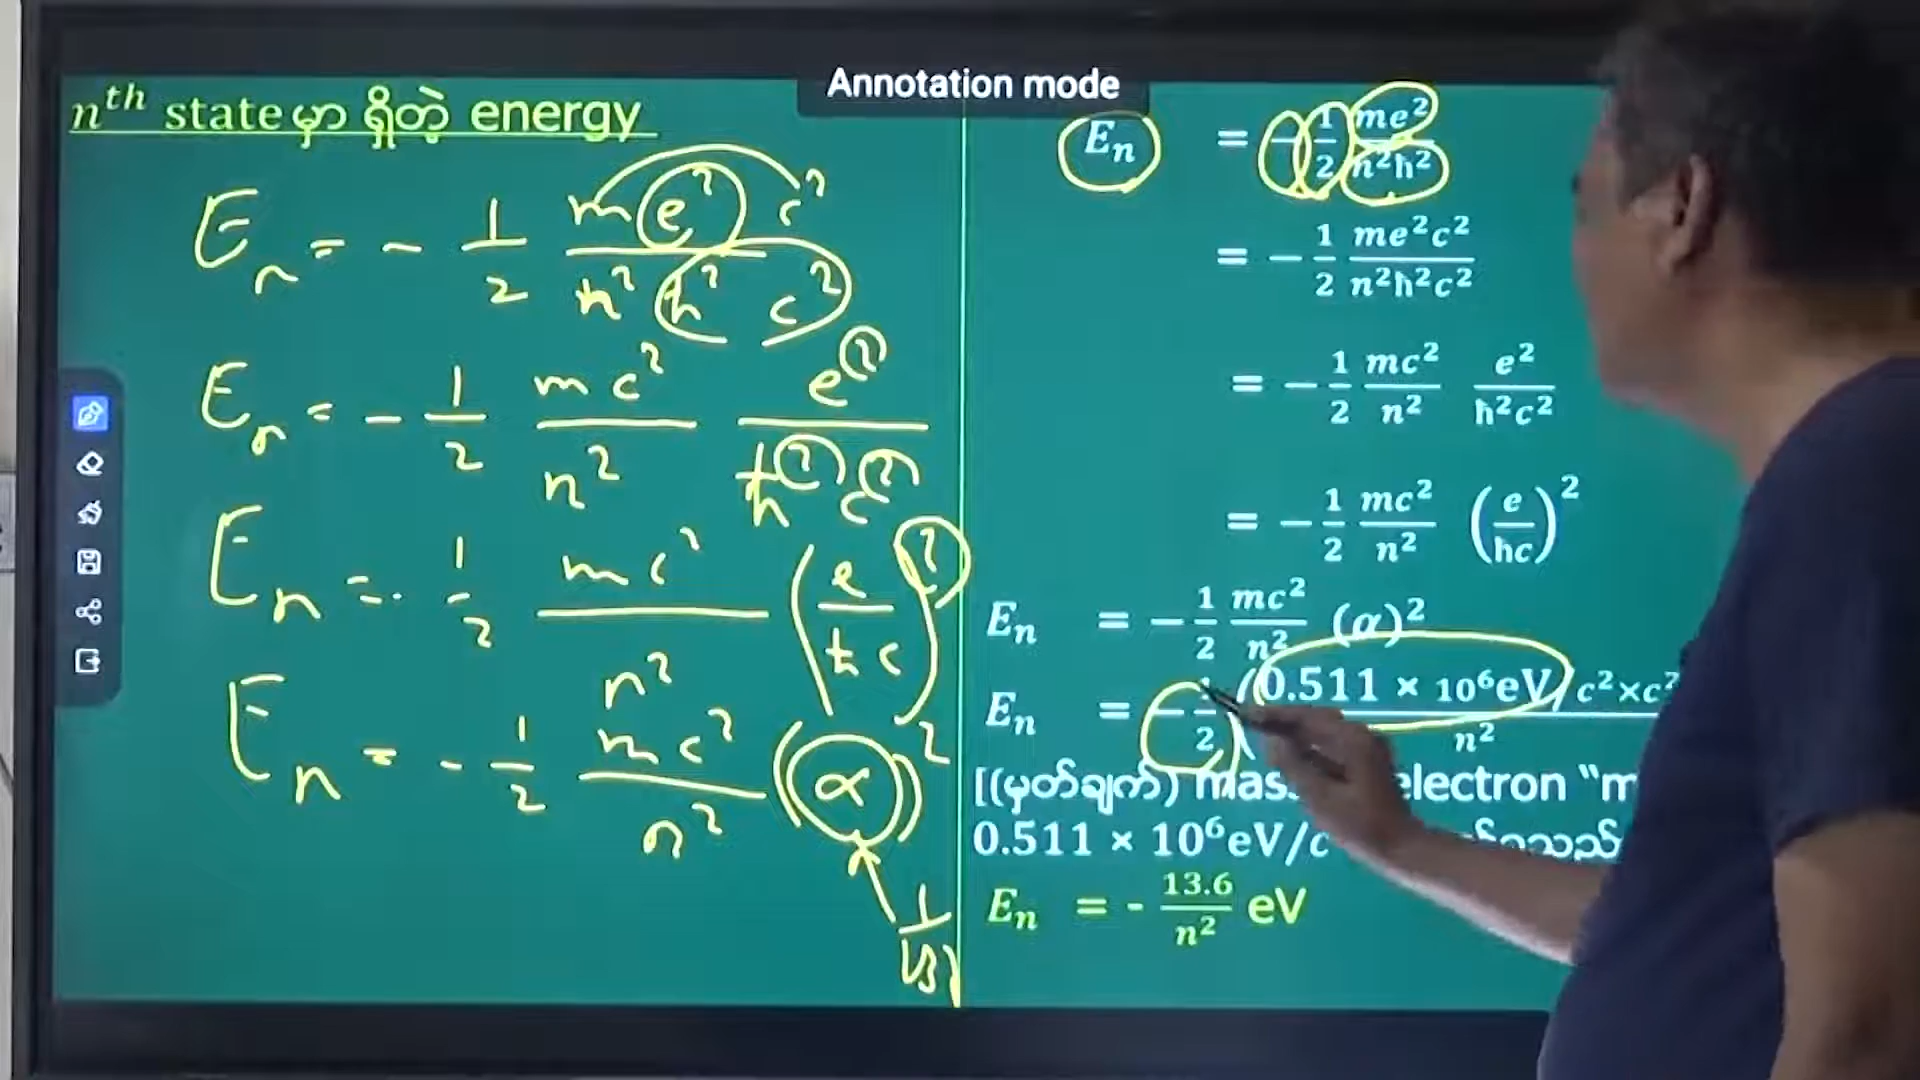 Annotation mode
nᵗʰ state မှာ ရှိတဲ့ energy
Eₙ = - 1/2 me²c²/n²ħ²c²
Eₙ = - 1/2 mc²/n² e²/ħ²c²
Eₙ = - 1/2 mc²/n² (e/ħc)²
Eₙ = - 1/2 mc²/n² (α)²
Eₙ = - 1/2 me²/n²ħ²
= - 1/2 me²c²/n²ħ²c²
= - 1/2 mc²/n² e²/ħ²c²
= - 1/2 mc²/n² (e/ħc)²
Eₙ = - 1/2 mc²/n² (α)²
Eₙ = - 1/2 (0.511 × 10⁶eV/c²×c²/n²
[(မှတ်ချက်) electron "m
0.511 × 10⁶eV/c
Eₙ = - 13.6/n² eV